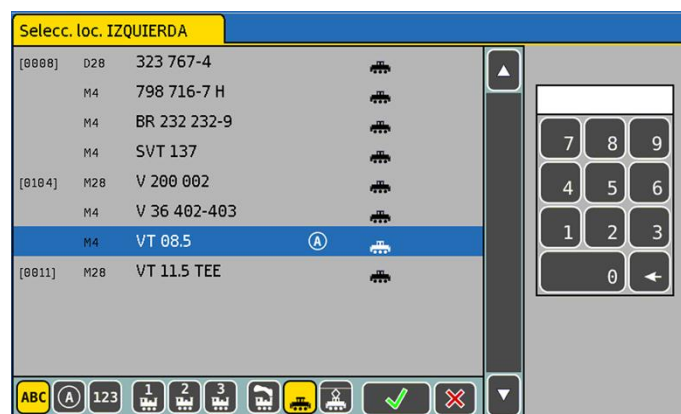 Selecc. loc. IZQUIERDA
[0008] D28 323 767-4
M4 798 716-7 H
M4 BR 232 232-9
M4 SVT 137
[0104] M28 V 200 002
M4 V 36 402-403
M4 VT 08.5 A
[0011] M28 VT 11.5 TEE
7 8 9
4 5 6
1 2 3
0
ABC A 123 1 2 3